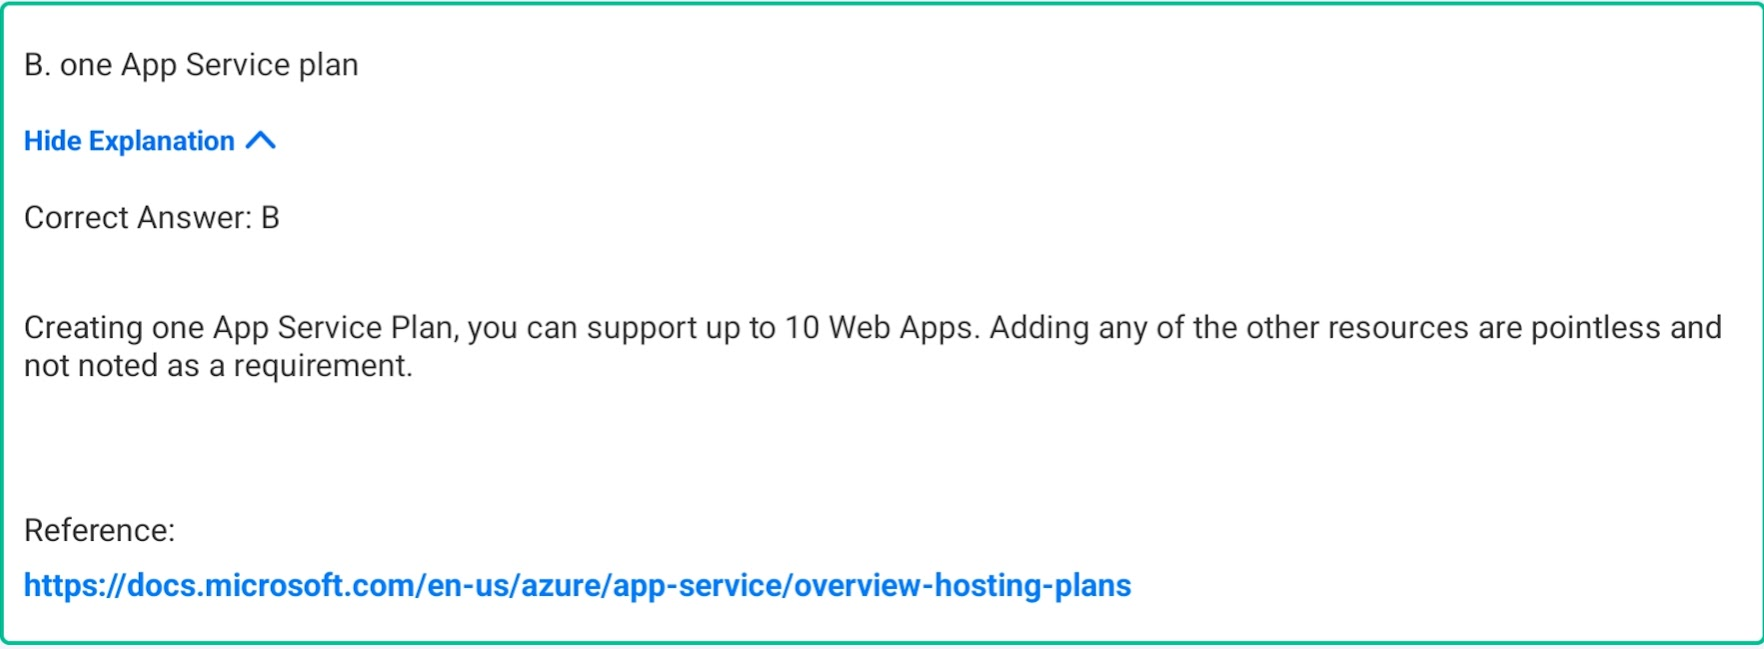 B. one App Service plan
Hide Explanation
Correct Answer: B
Creating one App Service Plan, you can support up to 10 Web Apps. Adding any of the other resources are pointless and
not noted as a requirement.
Reference:
https://docs.microsoft.com/en-us/azure/app-service/overview-hosting-plans